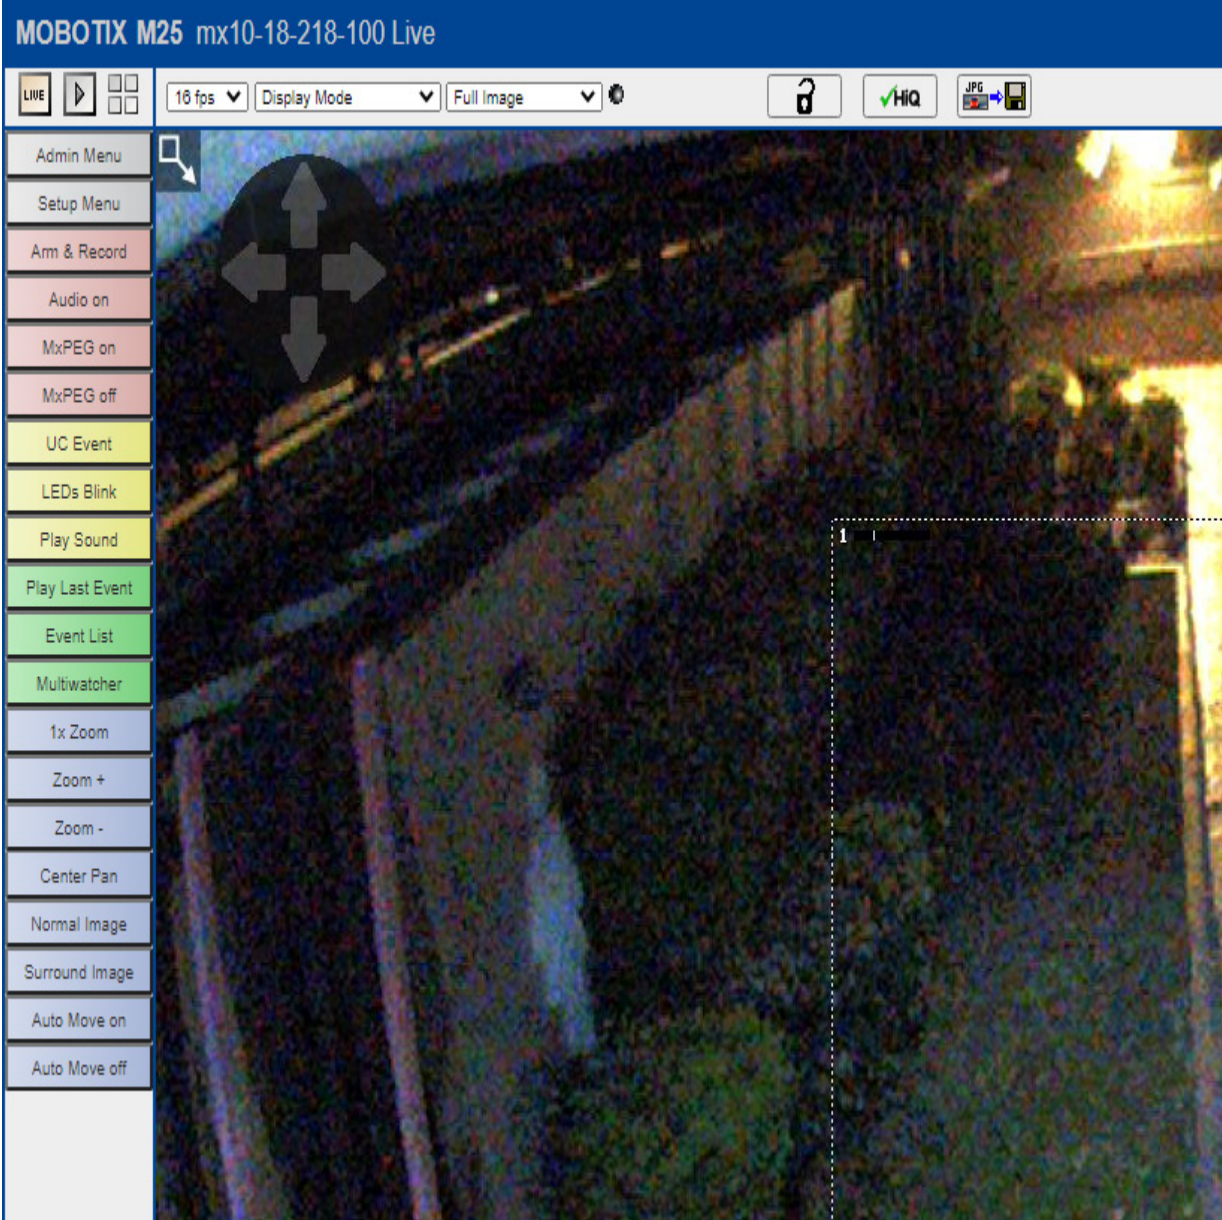 MOBOTIX M25 mx10-18-218-100 Live
LIVE
16 fps Display Mode Full Image HiQ JPG
Admin Menu
Setup Menu
Arm & Record
Audio on
MxPEG on
MxPEG off
UC Event
LEDs Blink
Play Sound
Play Last Event
Event List
Multiwatcher
1x Zoom
Zoom +
Zoom -
Center Pan
Normal Image
Surround Image
Auto Move on
Auto Move off
1